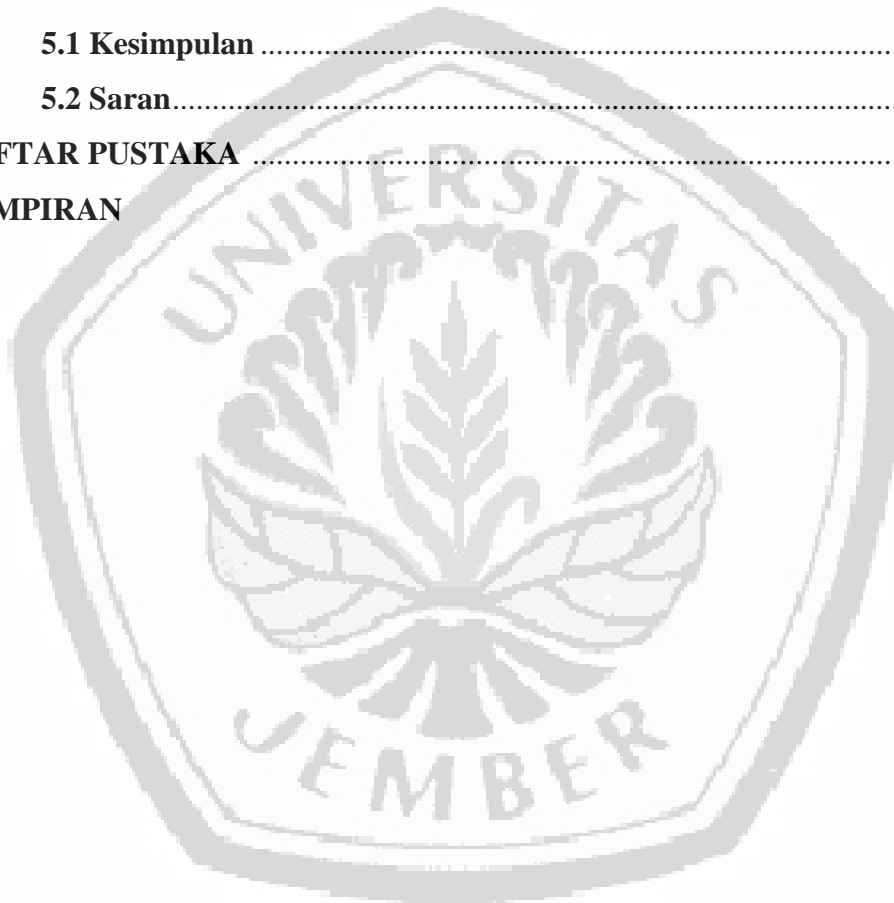 5.1 Kesimpulan ................................................................................
5.2 Saran...........................................................................................
FTAR PUSTAKA ................................................................................
MPIRAN
UNIVERSITAS
JEMBER